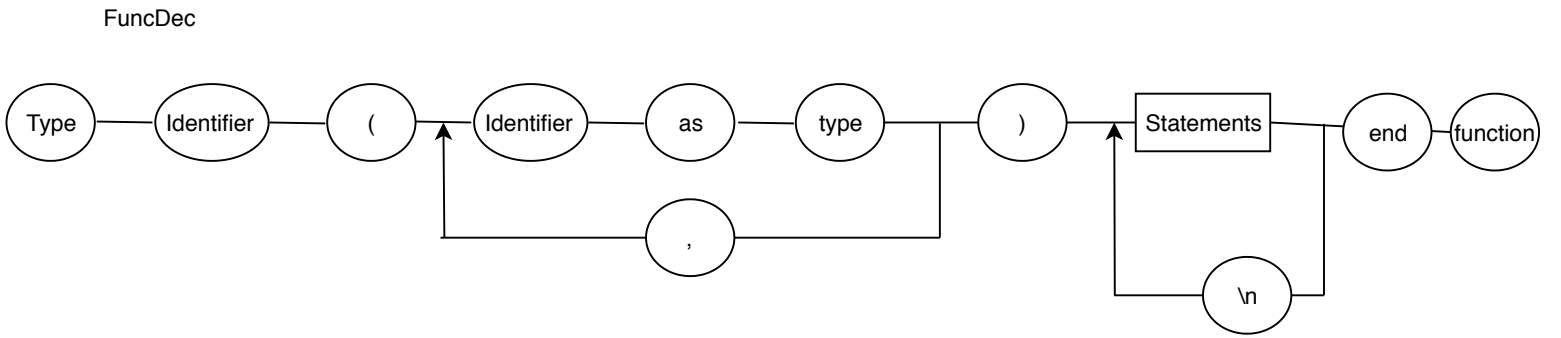 FuncDec
Type Identifier ( Identifier as type ) Statements end function
,
\n